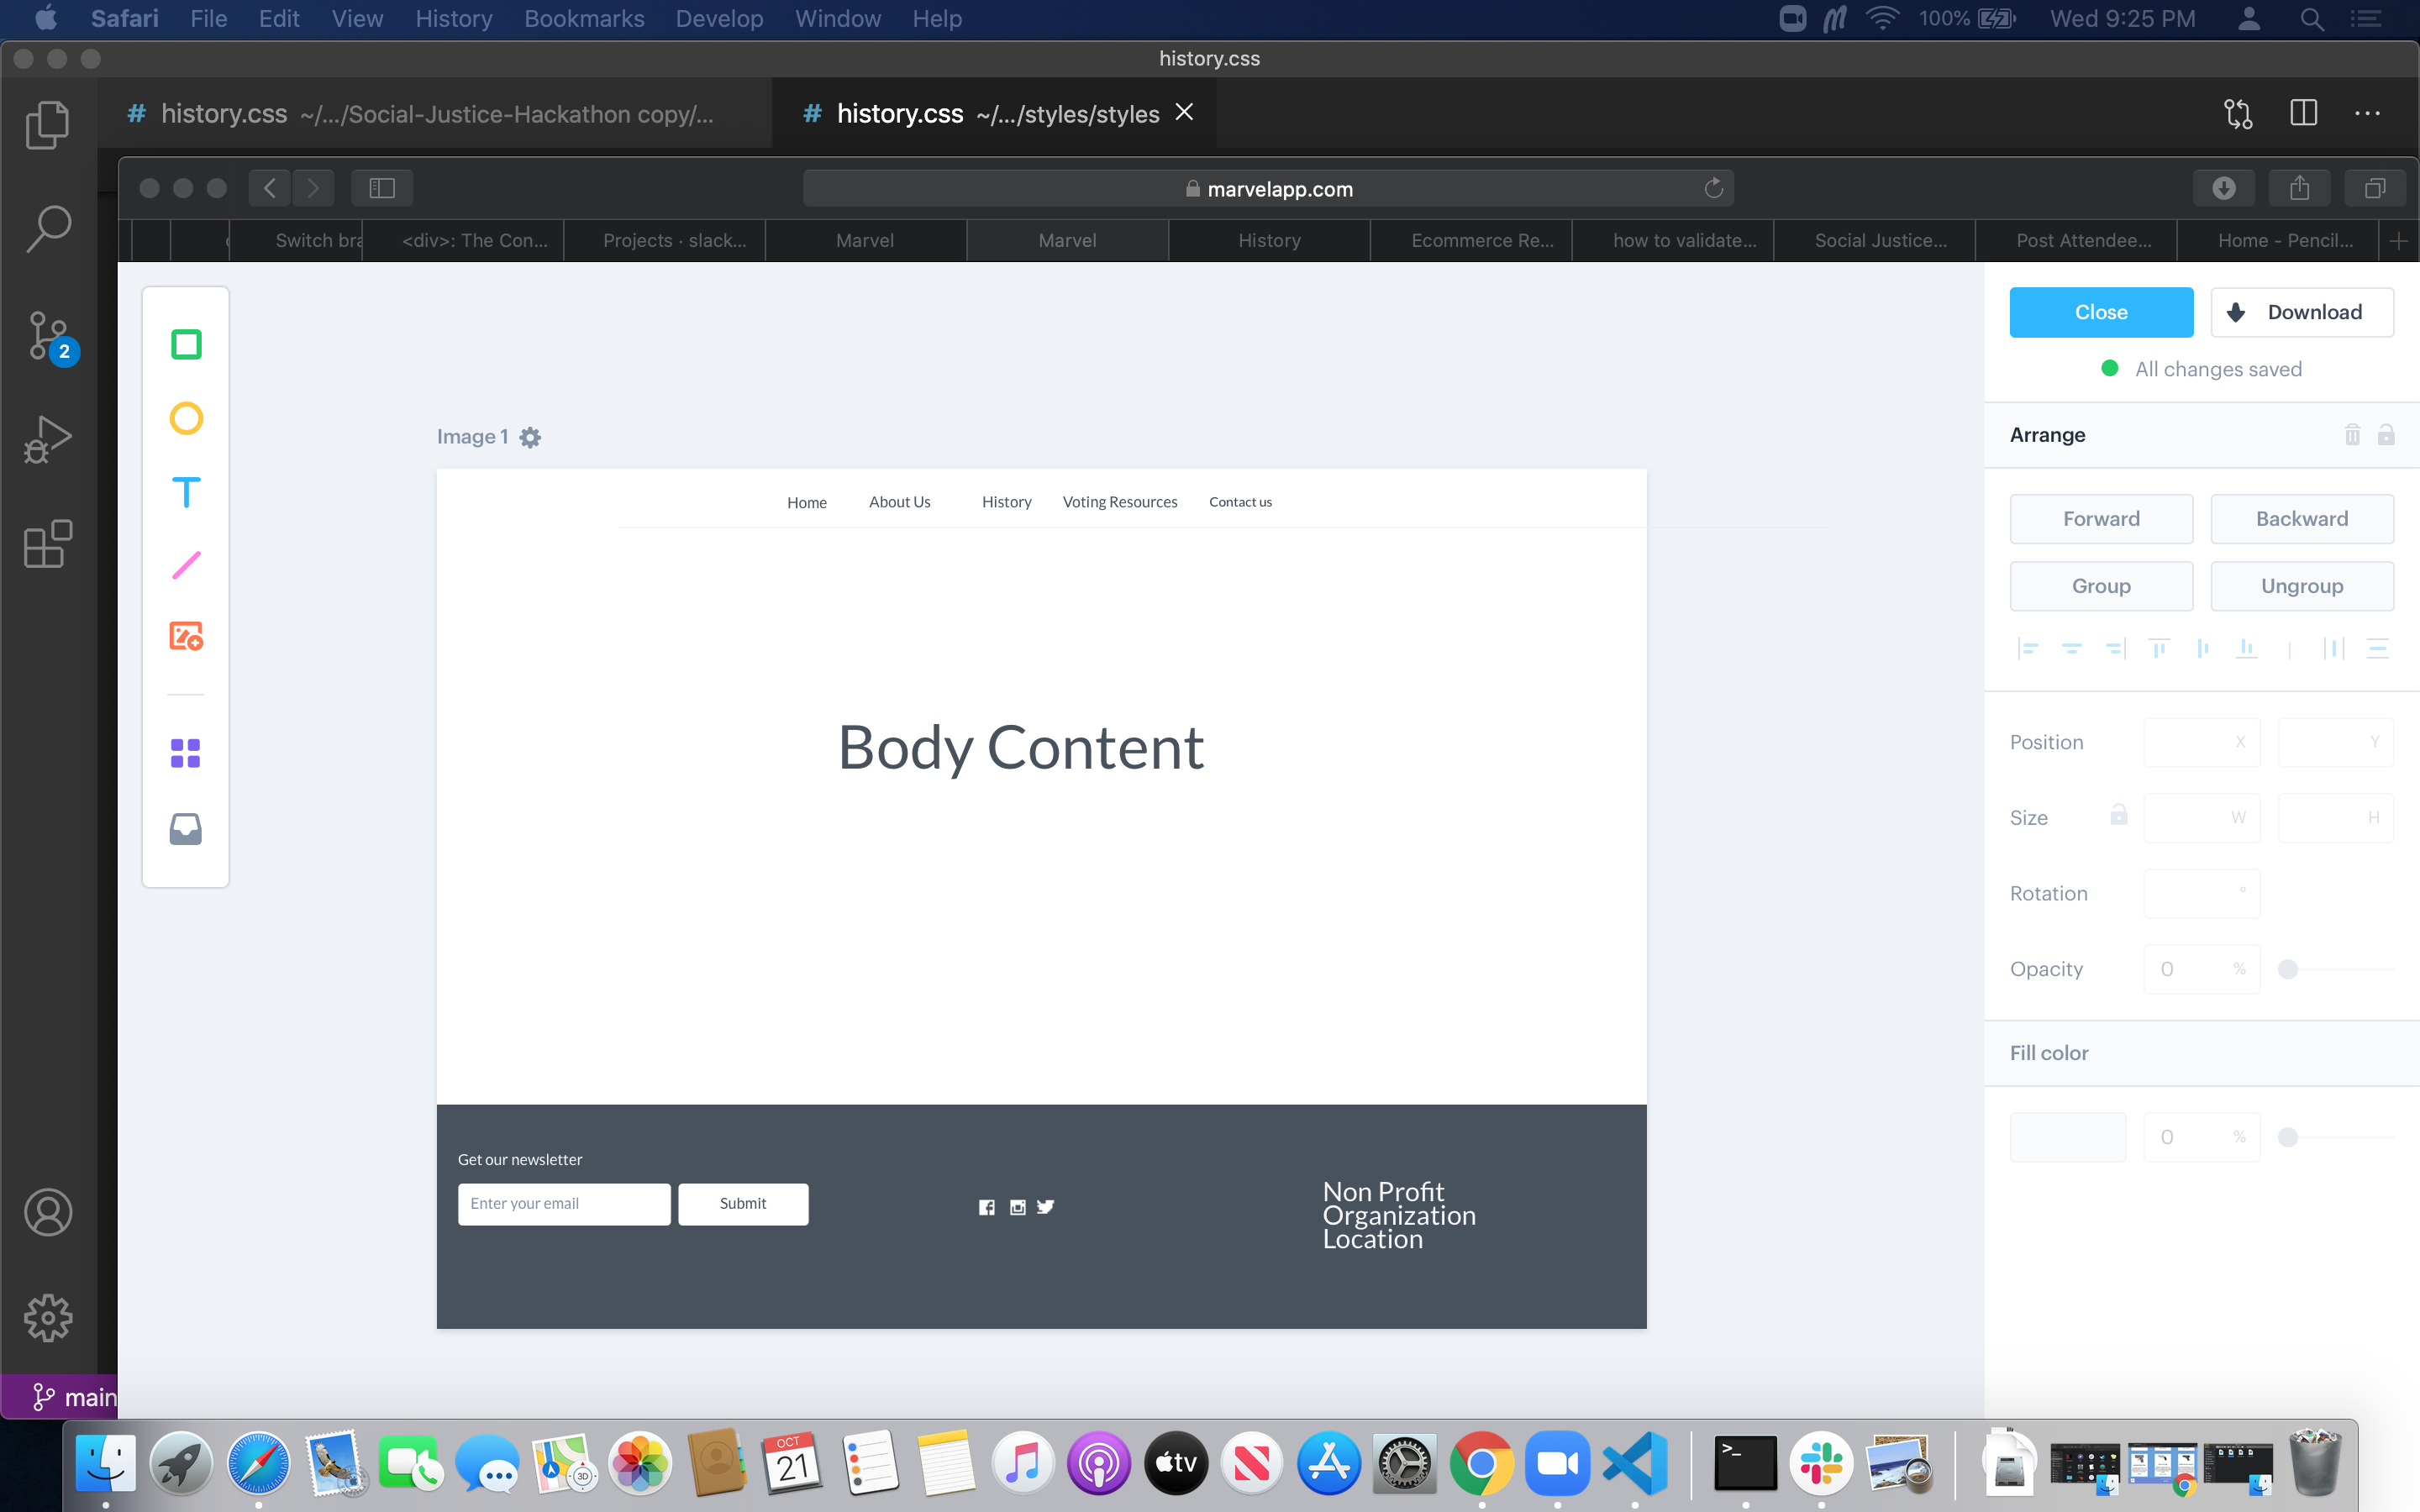 Safari File Edit View History Bookmarks Develop Window Help 100% Wed 9:25 PM
history.css
# history.css ~/.../Social-Justice-Hackathon copy/... # history.css ~/.../styles/styles
marvelapp.com
Switch bra <div>: The Con... Projects · slack... Marvel Marvel History Ecommerce Re... how to validate... Social Justice... Post Attendee... Home - Pencil...
2
Close Download
All changes saved
Image 1
Arrange
Home About Us History Voting Resources Contact us
Forward Backward
Group Ungroup
Body Content
Position X Y
Size W H
Rotation °
Opacity 0 %
Fill color
0 %
Get our newsletter
Enter your email Submit
Non Profit
Organization
Location
main
OCT
21
3D
tv
>_